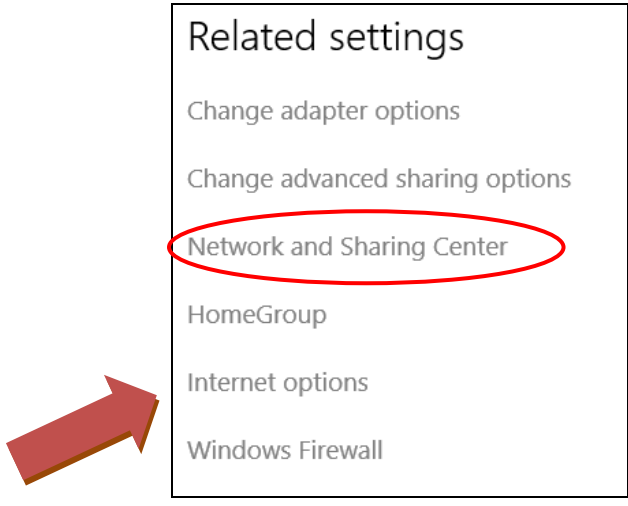 Related settings
Change adapter options
Change advanced sharing options
Network and Sharing Center
HomeGroup
Internet options
Windows Firewall